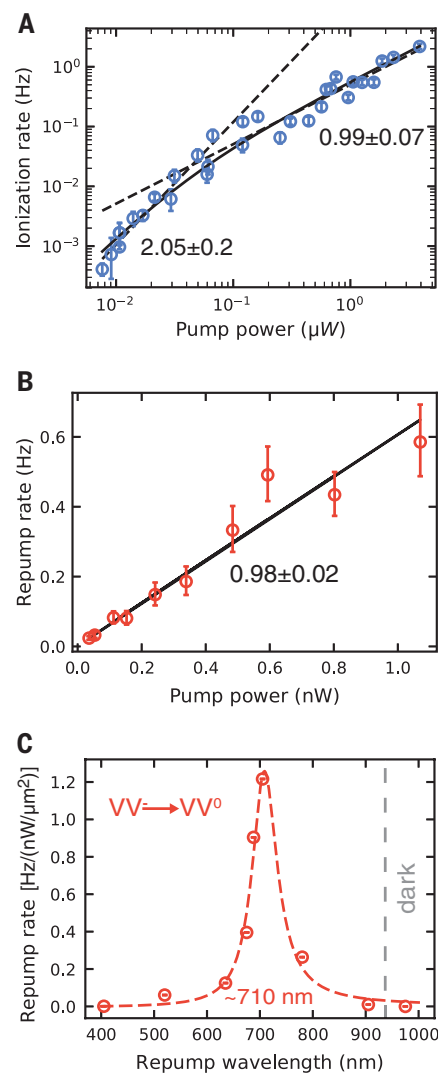 A
Ionization rate (Hz)
10⁰
10⁻¹
10⁻²
10⁻³
0.99±0.07
2.05±0.2
10⁻² 10⁻¹ 10⁰
Pump power (μW)
B
Repump rate (Hz)
0.6
0.4
0.2
0.0
0.98±0.02
0.0 0.2 0.4 0.6 0.8 1.0
Pump power (nW)
C
Repump rate [Hz/(nW/μm²)]
1.2
1.0
0.8
0.6
0.4
0.2
0.0
VV⁻→VV⁰
dark
~710 nm
400 500 600 700 800 900 1000
Repump wavelength (nm)